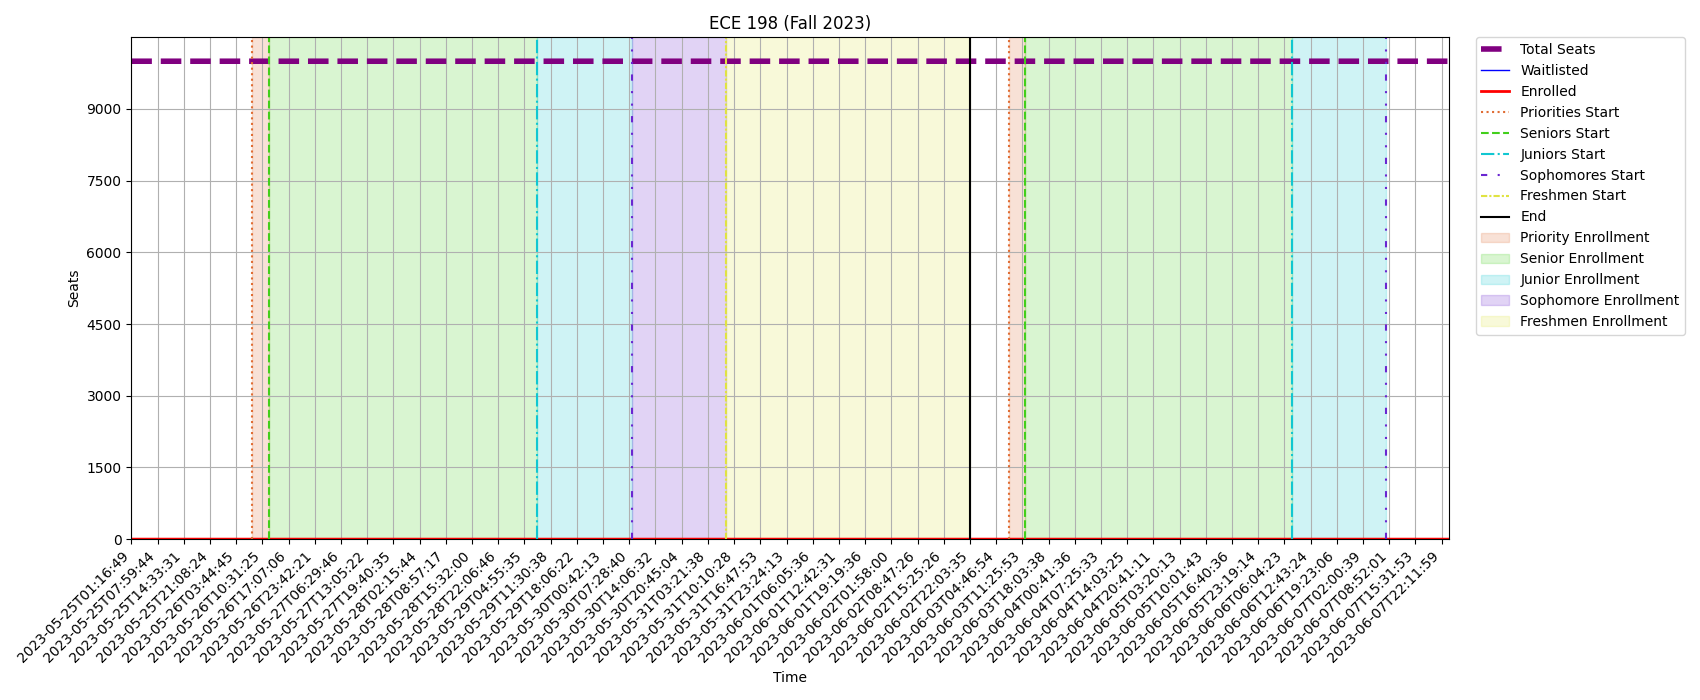 ECE 198 (Fall 2023)
Seats
9000
7500
6000
4500
3000
1500
0
2023-05-25T01:16:49
2023-05-25T07:59:44
2023-05-25T14:33:31
2023-05-25T21:08:24
2023-05-26T03:44:45
2023-05-26T10:31:25
2023-05-26T17:07:06
2023-05-26T23:42:21
2023-05-27T06:29:46
2023-05-27T13:05:22
2023-05-27T19:40:35
2023-05-28T02:15:44
2023-05-28T08:57:17
2023-05-28T15:32:00
2023-05-28T22:06:46
2023-05-29T04:55:35
2023-05-29T11:30:38
2023-05-29T18:06:22
2023-05-30T00:42:13
2023-05-30T07:28:40
2023-05-30T14:06:32
2023-05-30T20:45:04
2023-05-31T03:21:38
2023-05-31T10:10:28
2023-05-31T16:47:53
2023-05-31T23:24:13
2023-06-01T06:05:36
2023-06-01T12:42:31
2023-06-01T19:19:36
2023-06-02T01:58:00
2023-06-02T08:47:26
2023-06-02T15:25:26
2023-06-02T22:03:35
2023-06-03T04:46:54
2023-06-03T11:25:53
2023-06-03T18:03:38
2023-06-04T00:41:36
2023-06-04T07:25:33
2023-06-04T14:03:25
2023-06-04T20:41:11
2023-06-05T03:20:13
2023-06-05T10:01:43
2023-06-05T16:40:36
2023-06-05T23:19:14
2023-06-06T06:04:23
2023-06-06T12:43:24
2023-06-06T19:23:06
2023-06-07T02:00:39
2023-06-07T08:52:01
2023-06-07T15:31:53
2023-06-07T22:11:59
Time
Total Seats
Waitlisted
Enrolled
Priorities Start
Seniors Start
Juniors Start
Sophomores Start
Freshmen Start
End
Priority Enrollment
Senior Enrollment
Junior Enrollment
Sophomore Enrollment
Freshmen Enrollment